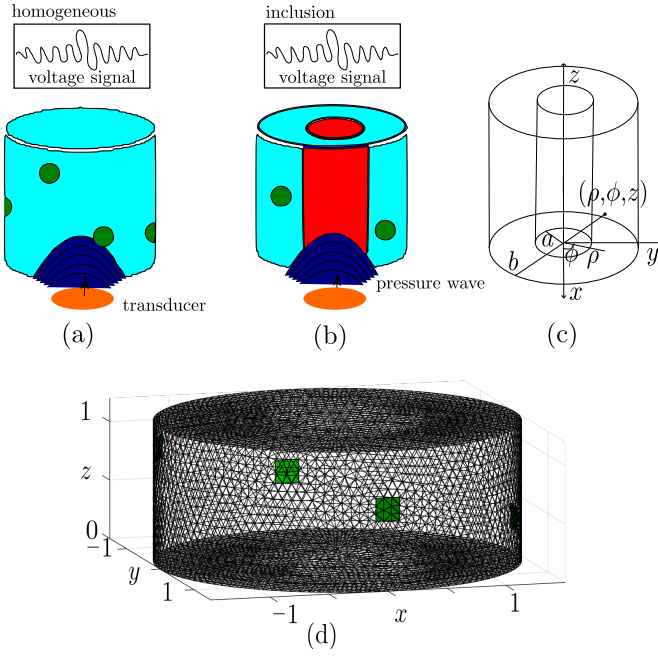 homogeneous
inclusion
voltage signal
voltage signal
z
(ρ,ϕ,z)
a
y
b
ϕ
ρ
x
transducer
pressure wave
(a)
(b)
(c)
1
z
0
−1
y
1
−1
x
1
(d)